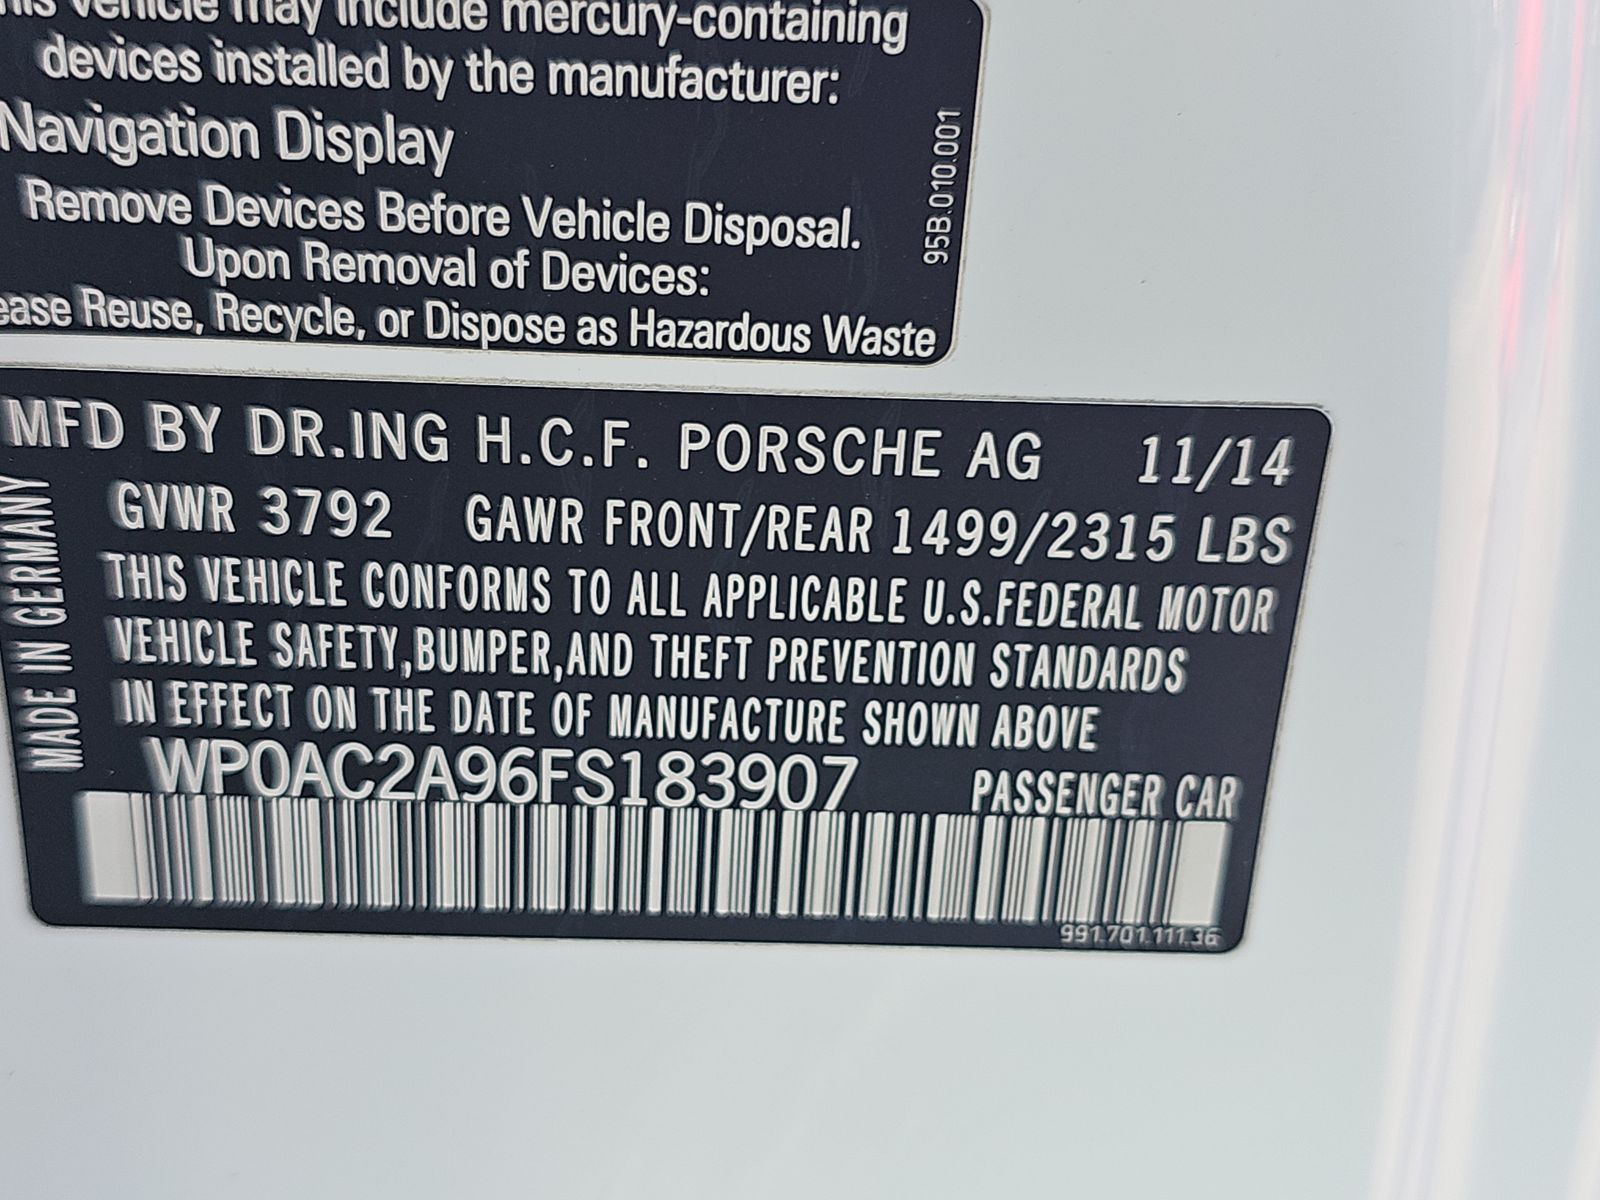 his vehicle may include mercury-containing
devices installed by the manufacturer:
Navigation Display
Remove Devices Before Vehicle Disposal.
Upon Removal of Devices:
ease Reuse, Recycle, or Dispose as Hazardous Waste
95B.010.001
MFD BY DR.ING H.C.F. PORSCHE AG 11/14
GVWR 3792 GAWR FRONT/REAR 1499/2315 LBS
THIS VEHICLE CONFORMS TO ALL APPLICABLE U.S.FEDERAL MOTOR
VEHICLE SAFETY,BUMPER,AND THEFT PREVENTION STANDARDS
IN EFFECT ON THE DATE OF MANUFACTURE SHOWN ABOVE
WP0AC2A96FS183907 PASSENGER CAR
MADE IN GERMANY
991.701.111.36